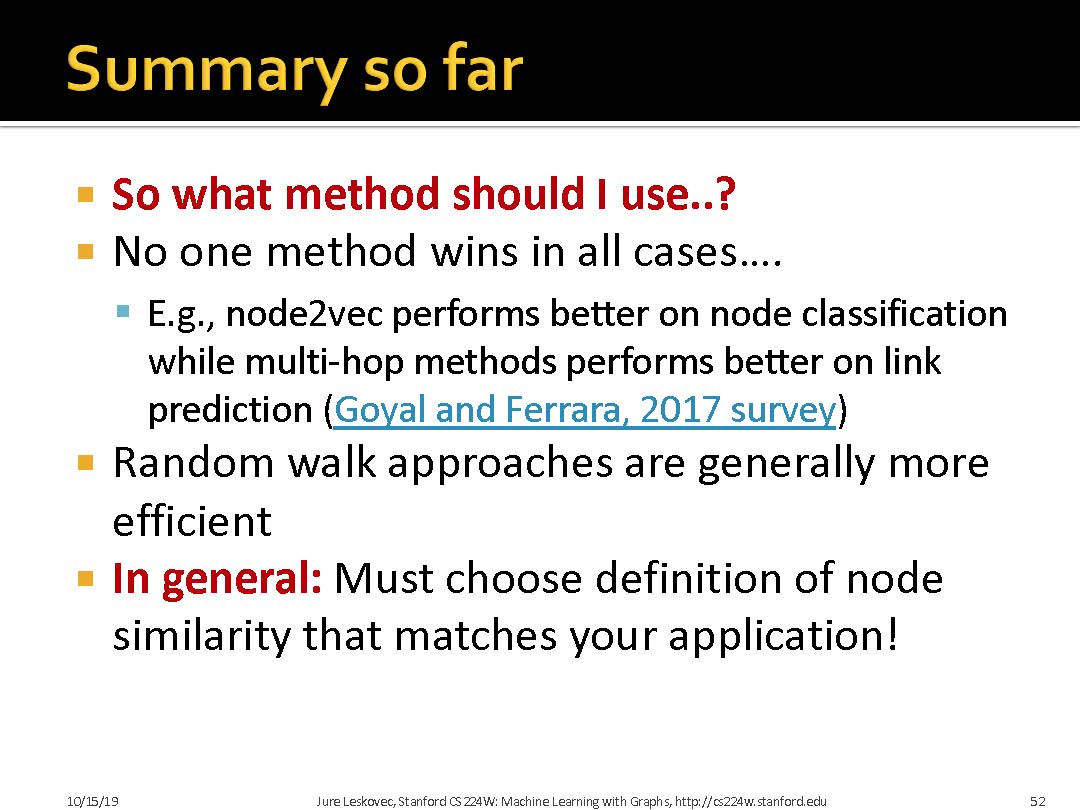 Summary so far
So what method should I use..?
No one method wins in all cases….
E.g., node2vec performs better on node classification
while multi-hop methods performs better on link
prediction (Goyal and Ferrara, 2017 survey)
Random walk approaches are generally more
efficient
In general: Must choose definition of node
similarity that matches your application!
10/15/19
Jure Leskovec, Stanford CS224W: Machine Learning with Graphs, http://cs224w.stanford.edu
52